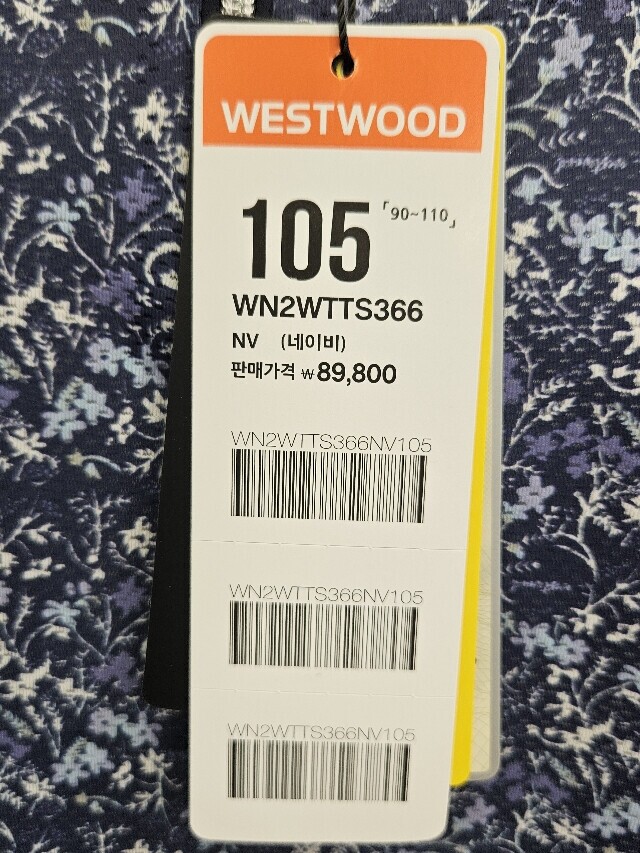 WESTWOOD
105 「90~110」
WN2WTTS366
NV (네이비)
판매가격 ₩89,800
WN2WTTS366NV105
WN2WTTS366NV105
WN2WTTS366NV105